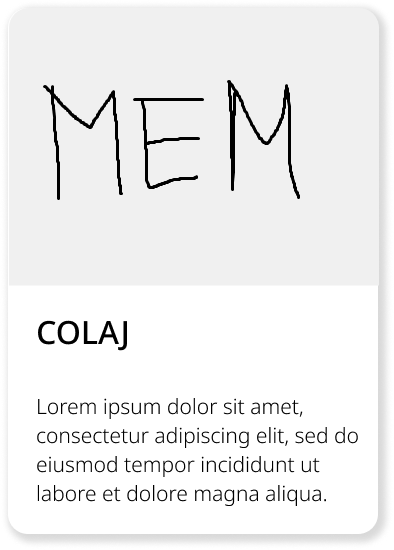 MEM
COLAJ
Lorem ipsum dolor sit amet,
consectetur adipiscing elit, sed do
eiusmod tempor incididunt ut
labore et dolore magna aliqua.